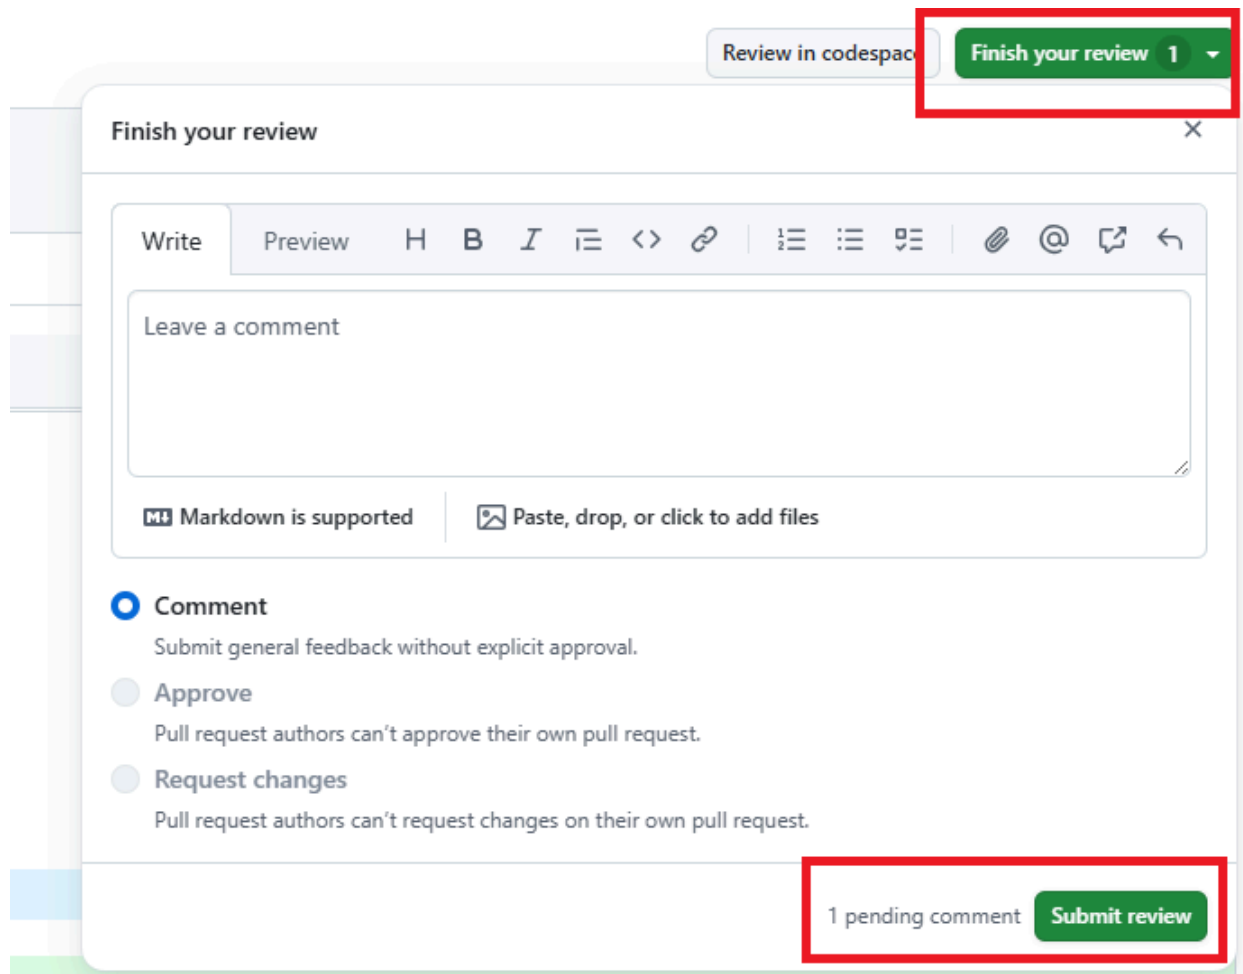 Review in codespac
Finish your review 1
Finish your review
Write Preview
Leave a comment
Markdown is supported
Paste, drop, or click to add files
Comment
Submit general feedback without explicit approval.
Approve
Pull request authors can't approve their own pull request.
Request changes
Pull request authors can't request changes on their own pull request.
1 pending comment Submit review